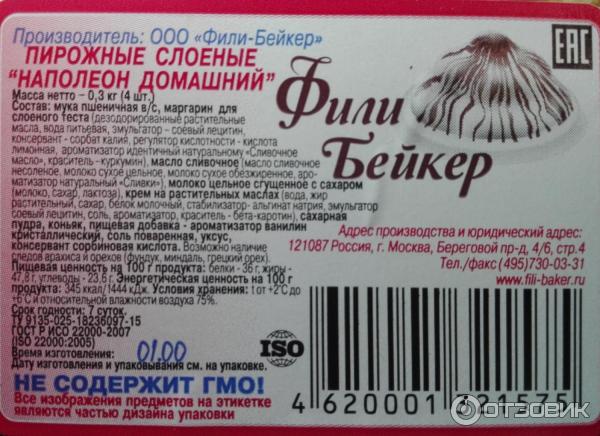 Производитель: ООО «Фили-Бейкер»
ПИРОЖНЫЕ СЛОЕНЫЕ
"НАПОЛЕОН ДОМАШНИЙ"
Масса нетто – 0,3 кг (4 шт.)
Состав: мука пшеничная в/с, маргарин для
слоеного теста (дезодорированные растительные
масла, вода питьевая, эмульгатор - соевый лецитин,
консервант - сорбат калий, регулятор кислотности - кислота
лимонная, ароматизатор идентичный натуральному «Сливочное
масло», краситель - куркумин), масло сливочное (масло сливочное
несоленое, молоко сухое цельное, молоко сухое обезжиренное, аро-
матизатор натуральный «Сливки»), молоко цельное сгущенное с сахаром
(молоко, сахар, лактоза), крем на растительных маслах (вода, жир
растительный, сахар, белок молочный, стабилизатор- альгинат натрия, эмульгатор
соевый лецитин, соль, ароматизатор, краситель - бета-каротин), сахарная
пудра, коньяк, пищевая добавка - ароматизатор ванилин
кристаллический, соль поваренная, уксус,
консервант сорбиновая кислота. Возможно наличие
следов арахиса и орехов (фундук, миндаль, грецкий орех).
Пищевая ценность на 100 г продукта: белки - 36 г, жиры -
47,8 г, углеводы - 23,6 г. Энергетическая ценность на 100 г
продукта: 345 ккал/1444 кДж. Условия хранения: t от +2°С до
+6°С и относительной влажности воздуха 75%.
Срок годности: 7 суток.
ТУ 9135-025-18236097-15
ГОСТ Р ИСО 22000-2007
(ISO 22000:2005)
Время изготовления: 01.00
Дату изготовления и упаковывания см. на упаковке.
НЕ СОДЕРЖИТ ГМО!
Все изображения предметов на этикетке
являются частью дизайна упаковки
ISO
EAC
Фили
Бейкер
Адрес производства и юридический адрес:
121087 Россия, г. Москва, Береговой пр-д, 4/6, стр.4
Тел./факс (495)730-03-31
www.fili-baker.ru
4 620001 121575
ОТЗОВИК